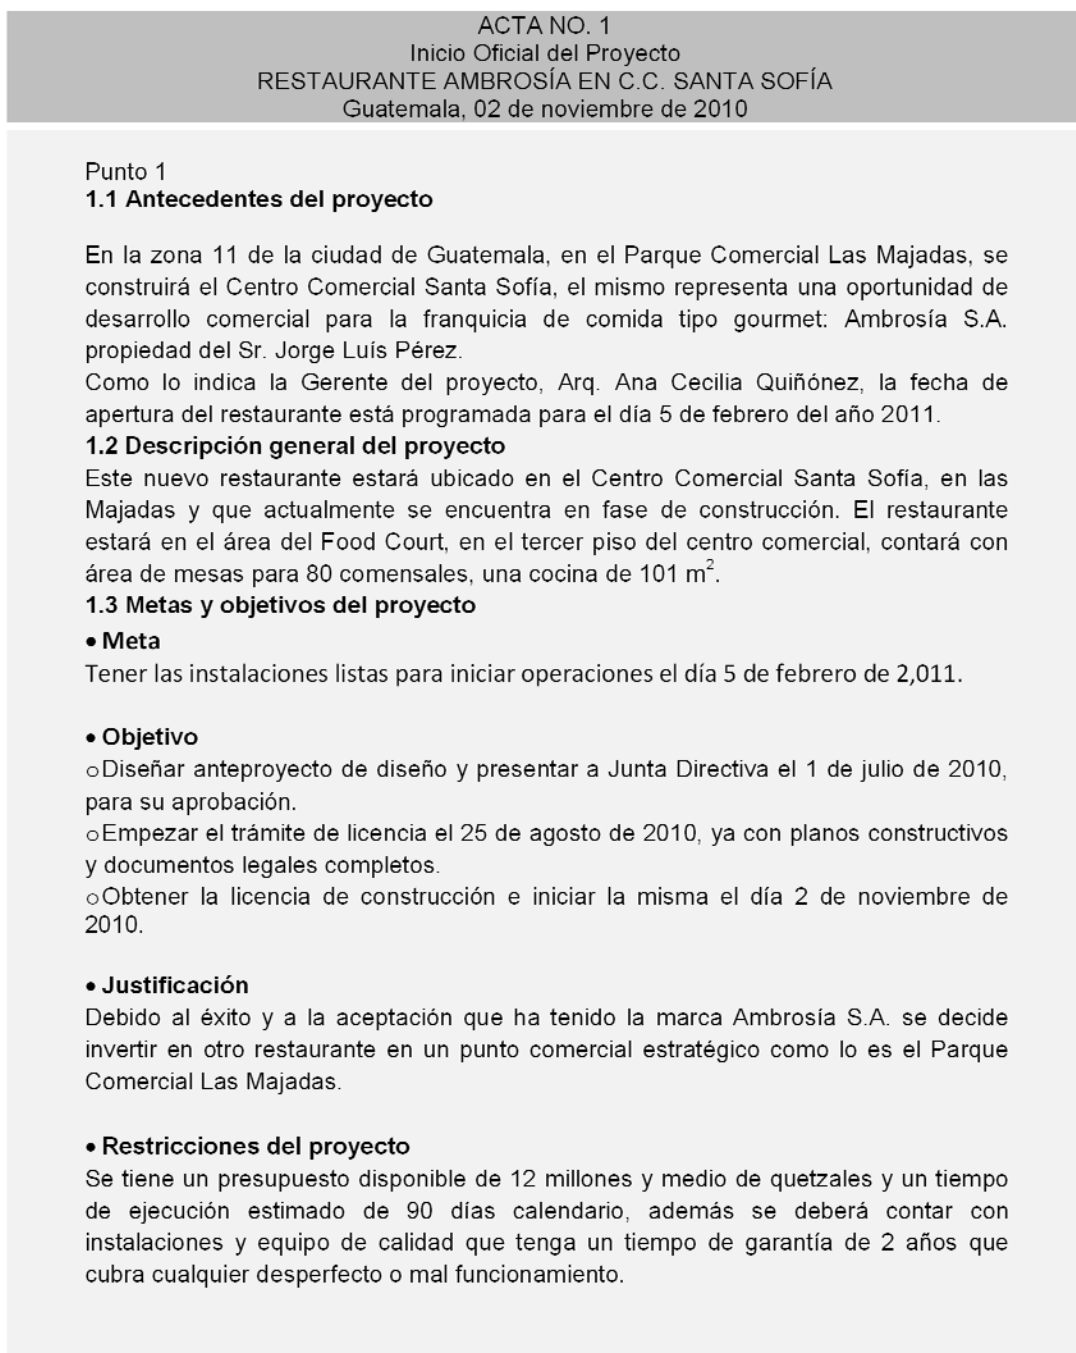 ACTA NO. 1
Inicio Oficial del Proyecto
RESTAURANTE AMBROSÍA EN C.C. SANTA SOFÍA
Guatemala, 02 de noviembre de 2010
Punto 1
1.1 Antecedentes del proyecto
En la zona 11 de la ciudad de Guatemala, en el Parque Comercial Las Majadas, se
construirá el Centro Comercial Santa Sofía, el mismo representa una oportunidad de
desarrollo comercial para la franquicia de comida tipo gourmet: Ambrosía S.A.
propiedad del Sr. Jorge Luís Pérez.
Como lo indica la Gerente del proyecto, Arq. Ana Cecilia Quiñónez, la fecha de
apertura del restaurante está programada para el día 5 de febrero del año 2011.
1.2 Descripción general del proyecto
Este nuevo restaurante estará ubicado en el Centro Comercial Santa Sofía, en las
Majadas y que actualmente se encuentra en fase de construcción. El restaurante
estará en el área del Food Court, en el tercer piso del centro comercial, contará con
área de mesas para 80 comensales, una cocina de 101 m².
1.3 Metas y objetivos del proyecto
• Meta
Tener las instalaciones listas para iniciar operaciones el día 5 de febrero de 2,011.
• Objetivo
oDiseñar anteproyecto de diseño y presentar a Junta Directiva el 1 de julio de 2010,
para su aprobación.
oEmpezar el trámite de licencia el 25 de agosto de 2010, ya con planos constructivos
y documentos legales completos.
oObtener la licencia de construcción e iniciar la misma el día 2 de noviembre de
2010.
• Justificación
Debido al éxito y a la aceptación que ha tenido la marca Ambrosía S.A. se decide
invertir en otro restaurante en un punto comercial estratégico como lo es el Parque
Comercial Las Majadas.
• Restricciones del proyecto
Se tiene un presupuesto disponible de 12 millones y medio de quetzales y un tiempo
de ejecución estimado de 90 días calendario, además se deberá contar con
instalaciones y equipo de calidad que tenga un tiempo de garantía de 2 años que
cubra cualquier desperfecto o mal funcionamiento.